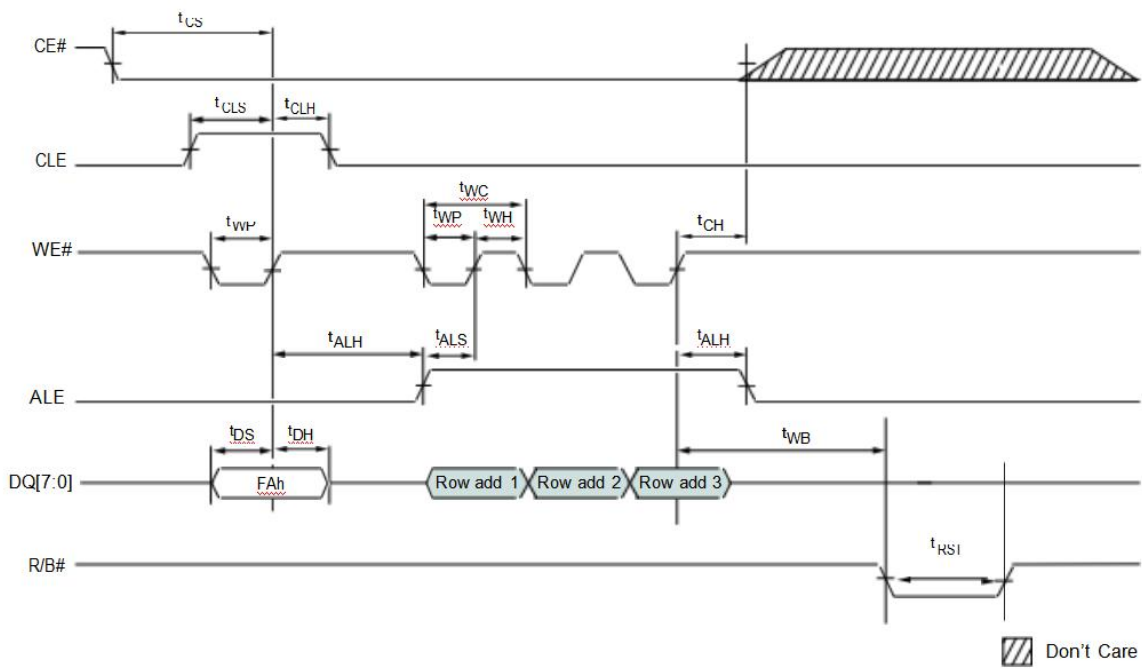 tCS
CE#
tCLS
tCLH
CLE
tWC
tWP
tWP
tWH
tCH
WE#
tALH
tALS
tALH
ALE
tDS
tDH
tWB
DQ[7:0]
FAh
Row add 1
Row add 2
Row add 3
tRST
R/B#
Don't Care